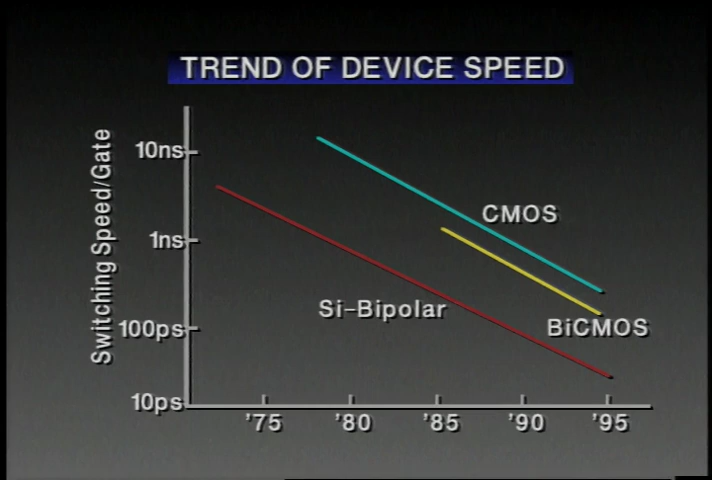 TREND OF DEVICE SPEED
Switching Speed/Gate
10ns
1ns
100ps
10ps
CMOS
Si-Bipolar
BiCMOS
'75
'80
'85
'90
'95